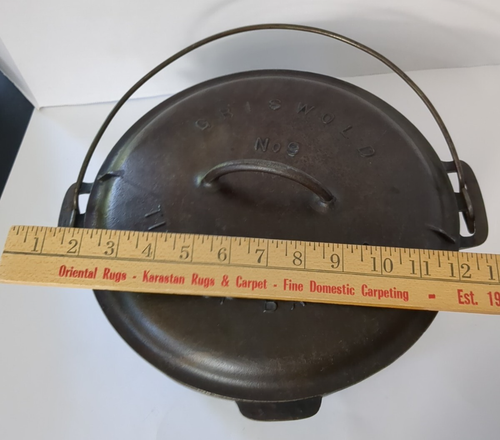 GRISWOLD
No 9
1 2 3 4 5 6 7 8 9 10 11 12
Oriental Rugs - Karastan Rugs & Carpet - Fine Domestic Carpeting - Est. 19